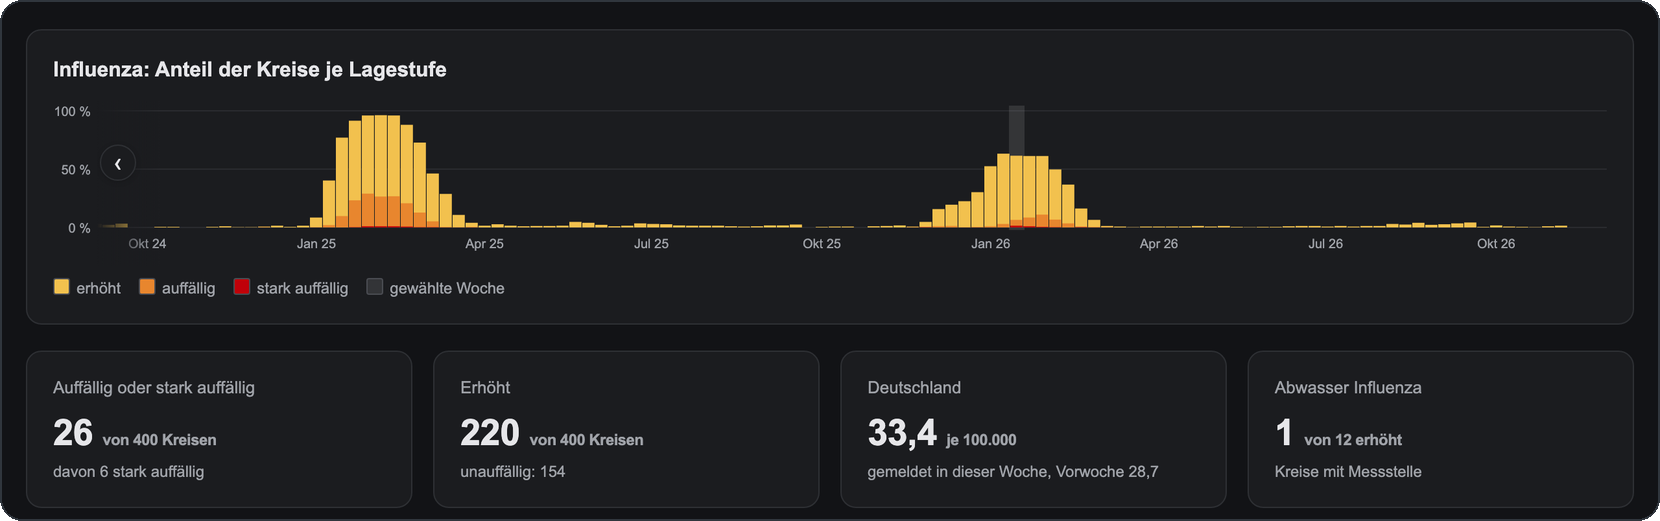 Influenza: Anteil der Kreise je Lagestufe
100 %
50 %
0 %
Okt 24 Jan 25 Apr 25 Jul 25 Okt 25 Jan 26 Apr 26 Jul 26 Okt 26
erhöht auffällig stark auffällig gewählte Woche
Auffällig oder stark auffällig
26 von 400 Kreisen
davon 6 stark auffällig
Erhöht
220 von 400 Kreisen
unauffällig: 154
Deutschland
33,4 je 100.000
gemeldet in dieser Woche, Vorwoche 28,7
Abwasser Influenza
1 von 12 erhöht
Kreise mit Messstelle